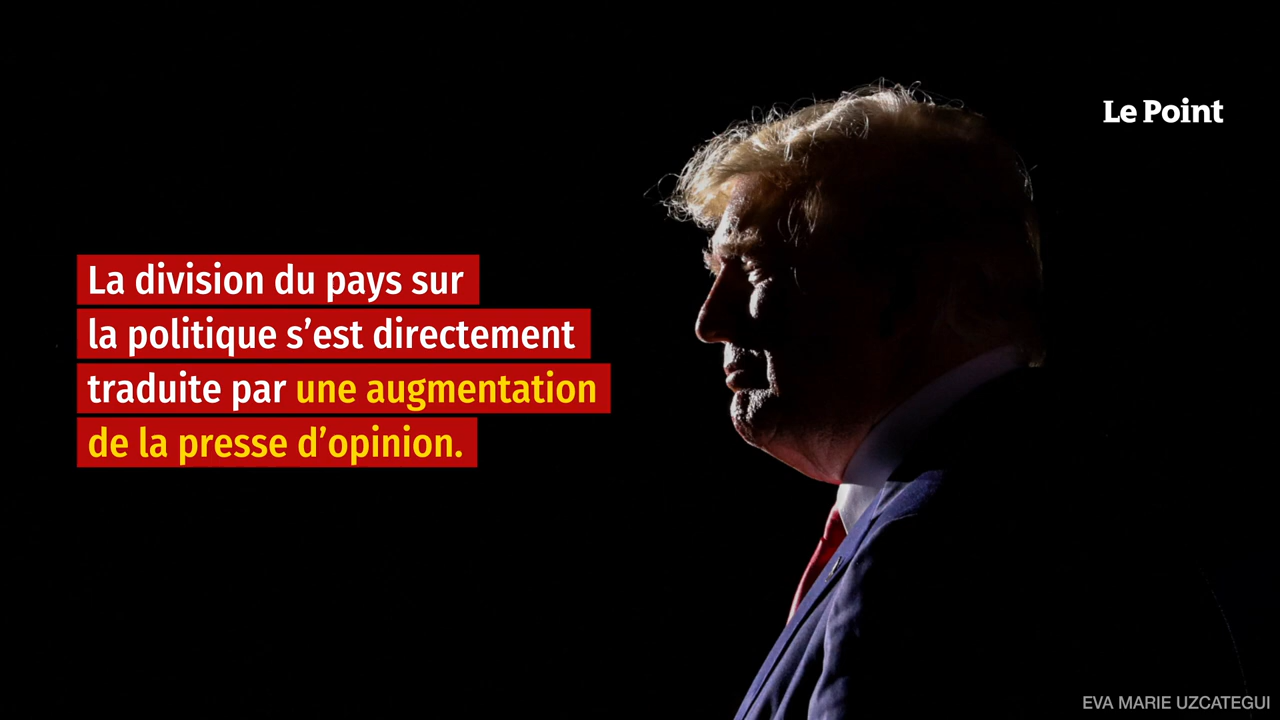 Le Point
La division du pays sur
la politique s’est directement
traduite par une augmentation
de la presse d’opinion.
EVA MARIE UZCATEGUI